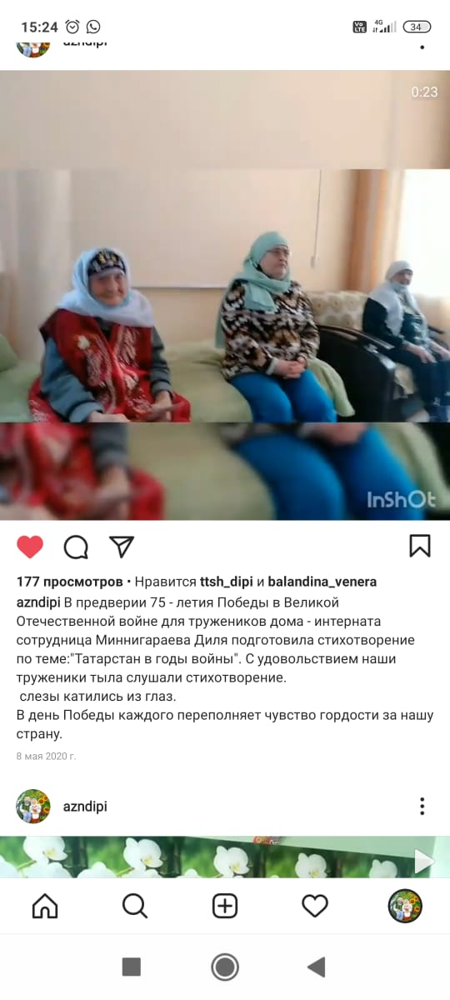 15:24
Vo
LTE
4G
34
azndipi
0:23
InShOt
177 просмотров • Нравится ttsh_dipi и balandina_venera
azndipi В предверии 75 - летия Победы в Великой
Отечественной войне для тружеников дома - интерната
сотрудница Миннигараева Диля подготовила стихотворение
по теме:"Татарстан в годы войны". С удовольствием наши
труженики тыла слушали стихотворение.
слезы катились из глаз.
В день Победы каждого переполняет чувство гордости за нашу
страну.
8 мая 2020 г.
azndipi